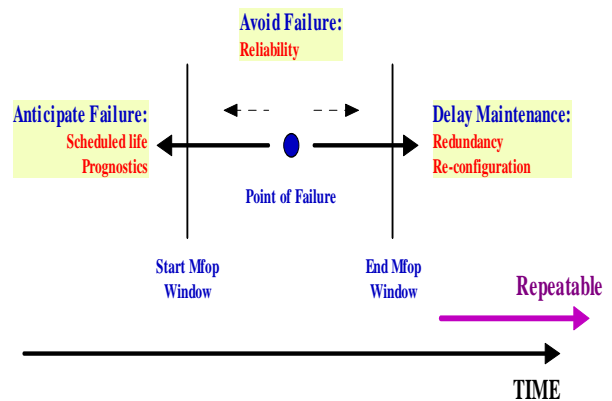 Avoid Failure:
Reliability
Anticipate Failure:
Scheduled life
Prognostics
Delay Maintenance:
Redundancy
Re-configuration
Point of Failure
Start Mfop
Window
End Mfop
Window
Repeatable
TIME